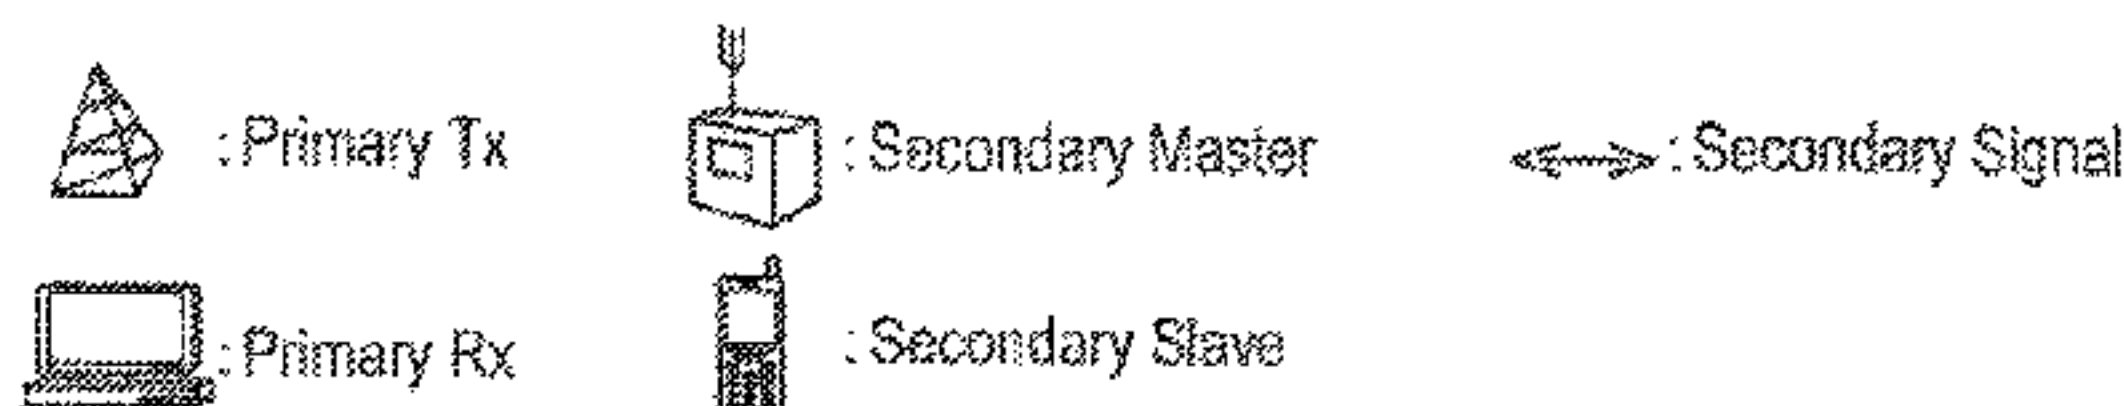 : Primary Tx
: Secondary Master
: Secondary Signal
: Primary Rx
: Secondary Slave